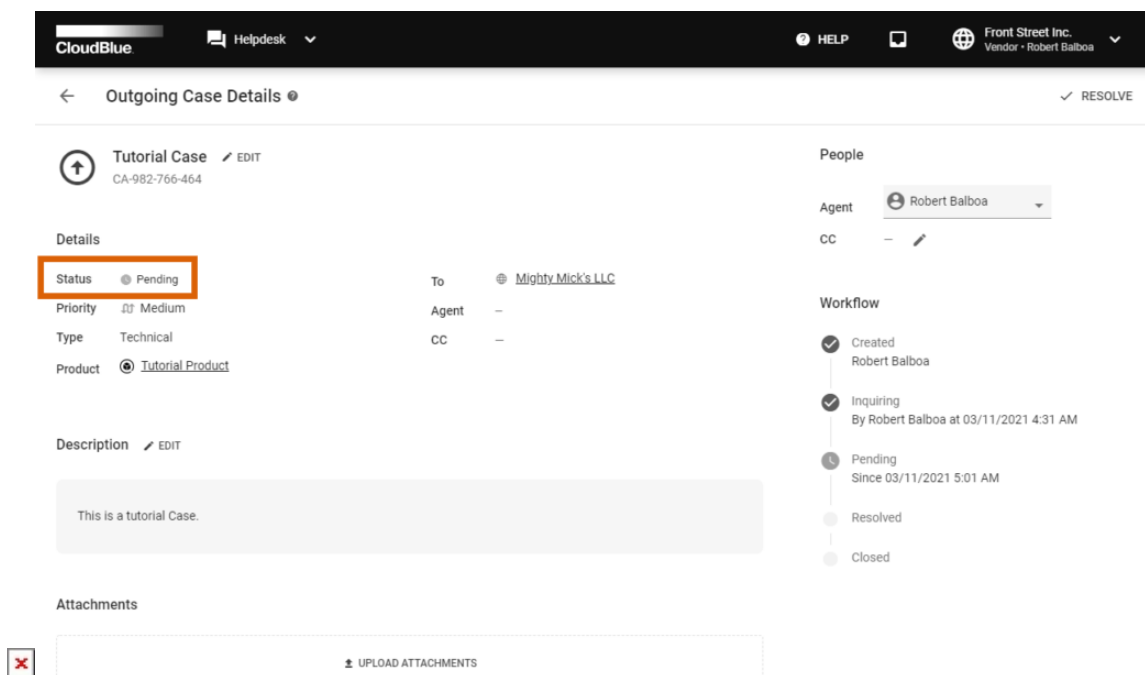 CloudBlue.
Helpdesk
HELP
Front Street Inc.
Vendor • Robert Balboa
Outgoing Case Details
RESOLVE
Tutorial Case EDIT
CA-982-766-464
Details
Status Pending
Priority Medium
Type Technical
Product Tutorial Product
To Mighty Mick's LLC
Agent –
CC –
Description EDIT
This is a tutorial Case.
Attachments
UPLOAD ATTACHMENTS
People
Agent Robert Balboa
CC –
Workflow
Created
Robert Balboa
Inquiring
By Robert Balboa at 03/11/2021 4:31 AM
Pending
Since 03/11/2021 5:01 AM
Resolved
Closed